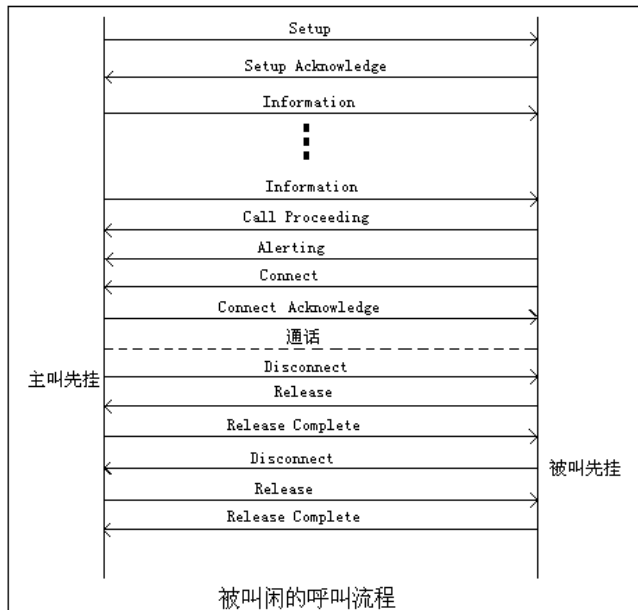 Setup
Setup Acknowledge
Information
Information
Call Proceeding
Alerting
Connect
Connect Acknowledge
通话
Disconnect
主叫先挂
Release
Release Complete
Disconnect
被叫先挂
Release
Release Complete
被叫闲的呼叫流程